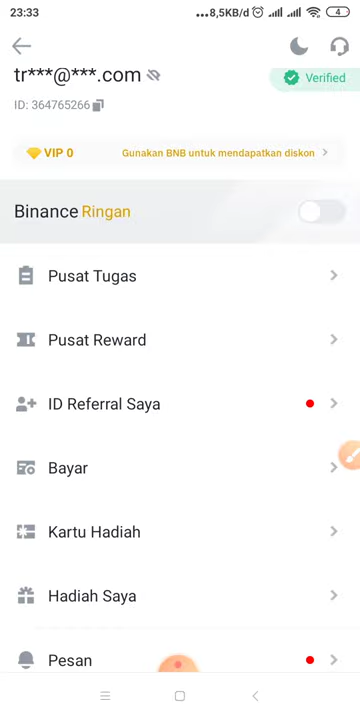 23:33
...8,5KB/d
4
tr***@***.com
Verified
ID: 364765266
VIP 0
Gunakan BNB untuk mendapatkan diskon
Binance Ringan
Pusat Tugas
Pusat Reward
ID Referral Saya
Bayar
Kartu Hadiah
Hadiah Saya
Pesan